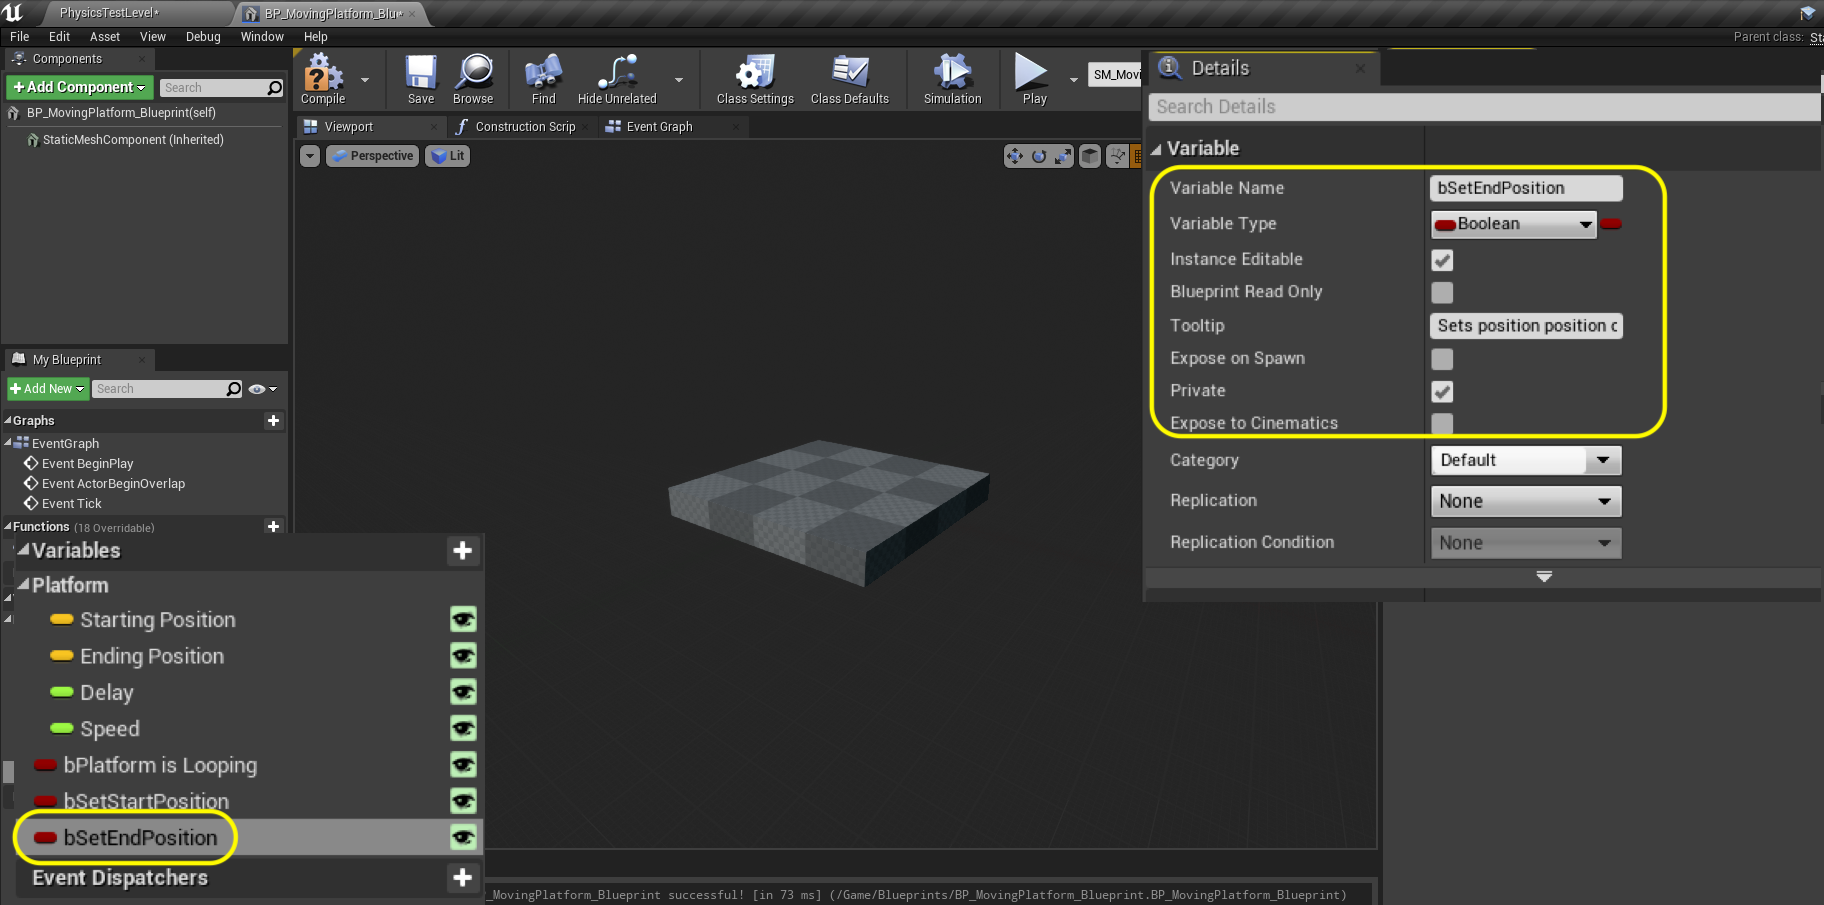 PhysicsTestLevel*
BP_MovingPlatform_Blu*
File Edit Asset View Debug Window Help
Parent class:
Components
+Add Component
Search
BP_MovingPlatform_Blueprint(self)
StaticMeshComponent (Inherited)
Compile
Save
Browse
Find
Hide Unrelated
Class Settings
Class Defaults
Simulation
Play
SM_Movi
Viewport
Construction Scrip
Event Graph
Perspective
Lit
My Blueprint
+Add New
Search
Graphs
EventGraph
Event BeginPlay
Event ActorBeginOverlap
Event Tick
Functions (18 Overridable)
Variables
Platform
Starting Position
Ending Position
Delay
Speed
bPlatform is Looping
bSetStartPosition
bSetEndPosition
Event Dispatchers
Details
Search Details
Variable
Variable Name bSetEndPosition
Variable Type Boolean
Instance Editable
Blueprint Read Only
Tooltip Sets position position
Expose on Spawn
Private
Expose to Cinematics
Category Default
Replication None
Replication Condition None
_MovingPlatform_Blueprint successful! [in 73 ms] (/Game/Blueprints/BP_MovingPlatform_Blueprint.BP_MovingPlatform_Blueprint)